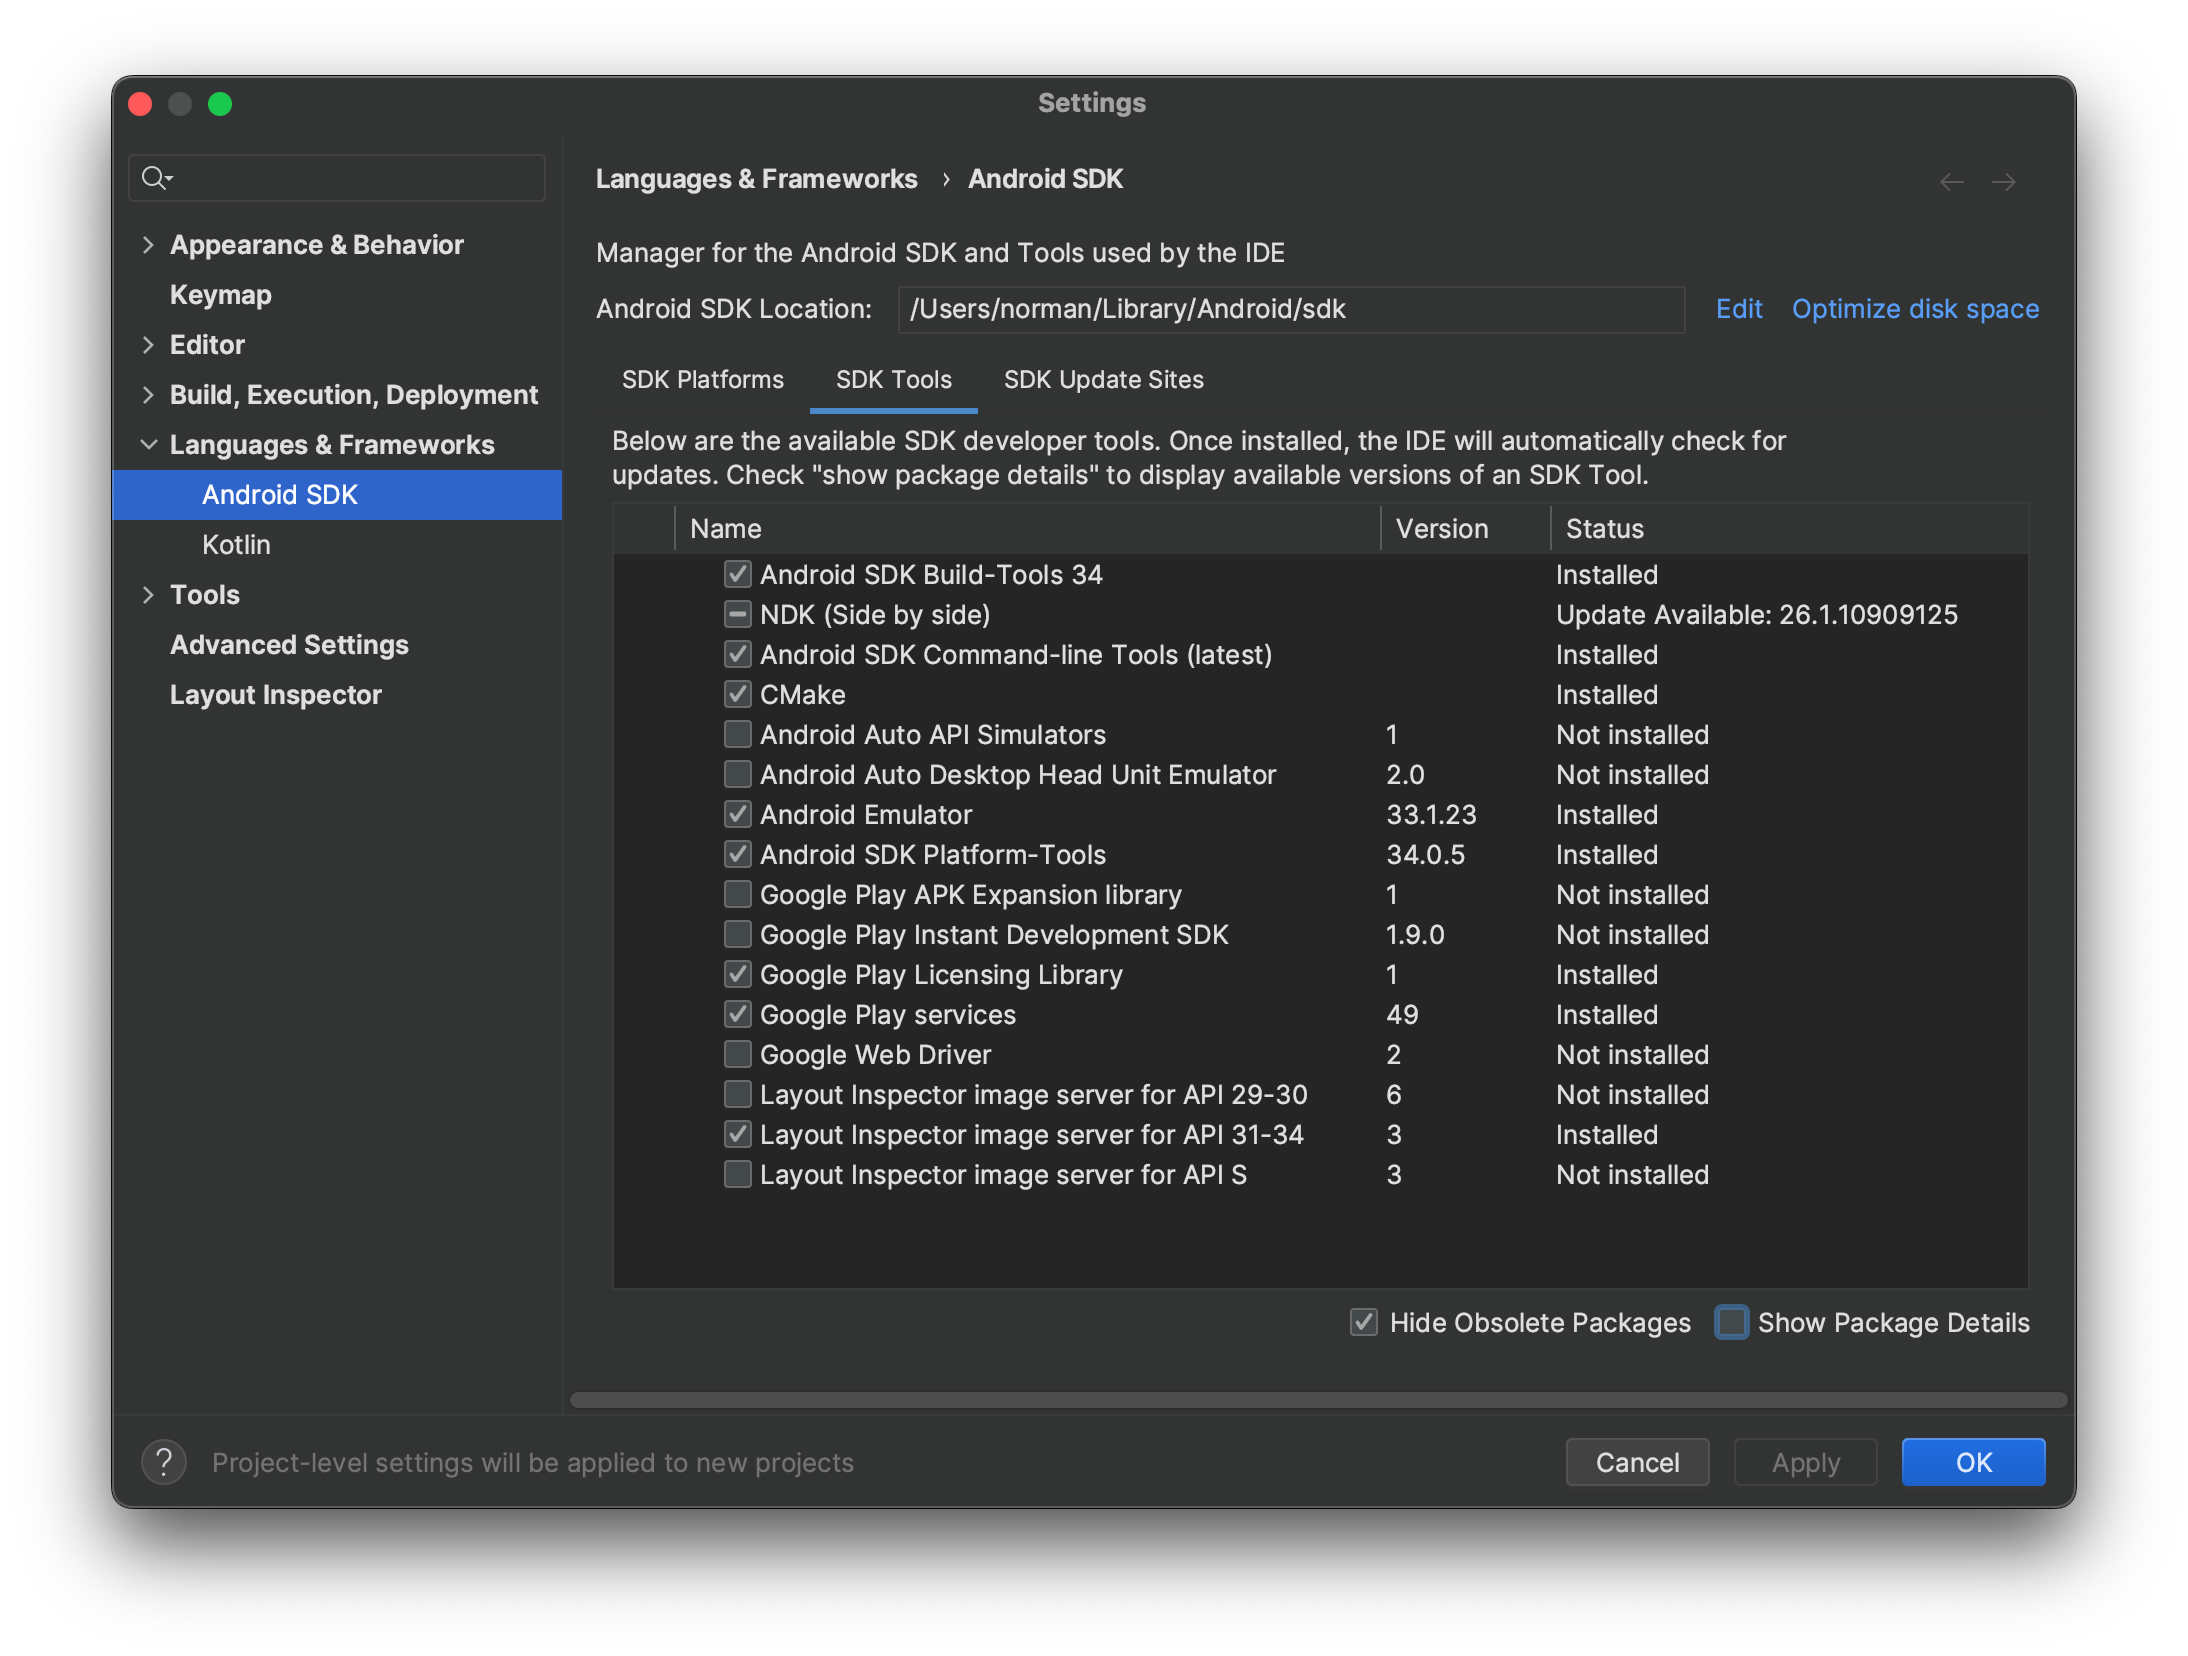 Settings
Appearance & Behavior
Keymap
Editor
Build, Execution, Deployment
Languages & Frameworks
Android SDK
Kotlin
Tools
Advanced Settings
Layout Inspector
Languages & Frameworks › Android SDK
Manager for the Android SDK and Tools used by the IDE
Android SDK Location: /Users/norman/Library/Android/sdk Edit Optimize disk space
SDK Platforms SDK Tools SDK Update Sites
Below are the available SDK developer tools. Once installed, the IDE will automatically check for
updates. Check "show package details" to display available versions of an SDK Tool.
Name Version Status
Android SDK Build-Tools 34 Installed
NDK (Side by side) Update Available: 26.1.10909125
Android SDK Command-line Tools (latest) Installed
CMake Installed
Android Auto API Simulators 1 Not installed
Android Auto Desktop Head Unit Emulator 2.0 Not installed
Android Emulator 33.1.23 Installed
Android SDK Platform-Tools 34.0.5 Installed
Google Play APK Expansion library 1 Not installed
Google Play Instant Development SDK 1.9.0 Not installed
Google Play Licensing Library 1 Installed
Google Play services 49 Installed
Google Web Driver 2 Not installed
Layout Inspector image server for API 29-30 6 Not installed
Layout Inspector image server for API 31-34 3 Installed
Layout Inspector image server for API S 3 Not installed
Hide Obsolete Packages Show Package Details
? Project-level settings will be applied to new projects
Cancel Apply OK